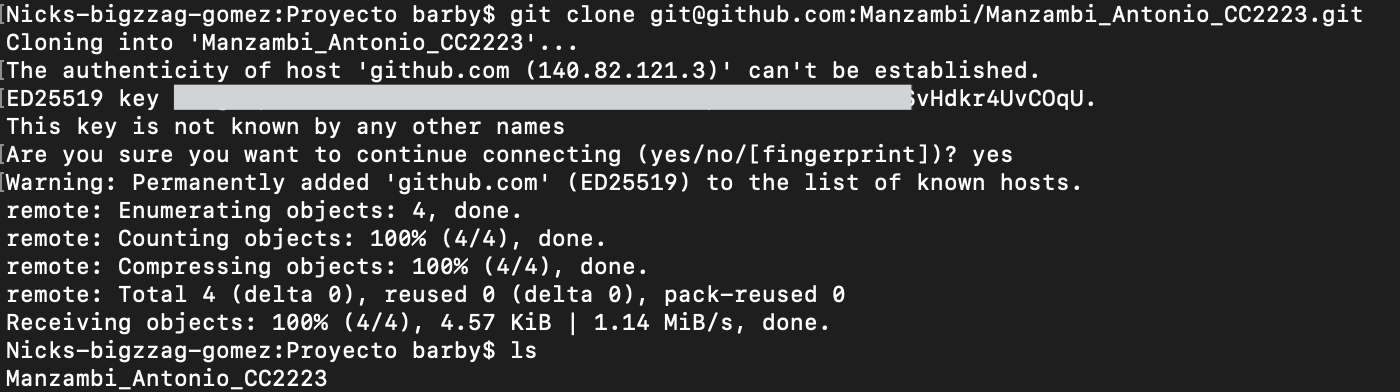 Nicks-bigzzag-gomez:Proyecto barby$ git clone git@github.com:Manzambi/Manzambi_Antonio_CC2223.git
Cloning into 'Manzambi_Antonio_CC2223'...
[The authenticity of host 'github.com (140.82.121.3)' can't be established.
[ED25519 key vHdkr4UvCOqU.
This key is not known by any other names
[Are you sure you want to continue connecting (yes/no/[fingerprint])? yes
[Warning: Permanently added 'github.com' (ED25519) to the list of known hosts.
remote: Enumerating objects: 4, done.
remote: Counting objects: 100% (4/4), done.
remote: Compressing objects: 100% (4/4), done.
remote: Total 4 (delta 0), reused 0 (delta 0), pack-reused 0
Receiving objects: 100% (4/4), 4.57 KiB | 1.14 MiB/s, done.
Nicks-bigzzag-gomez:Proyecto barby$ ls
Manzambi_Antonio_CC2223